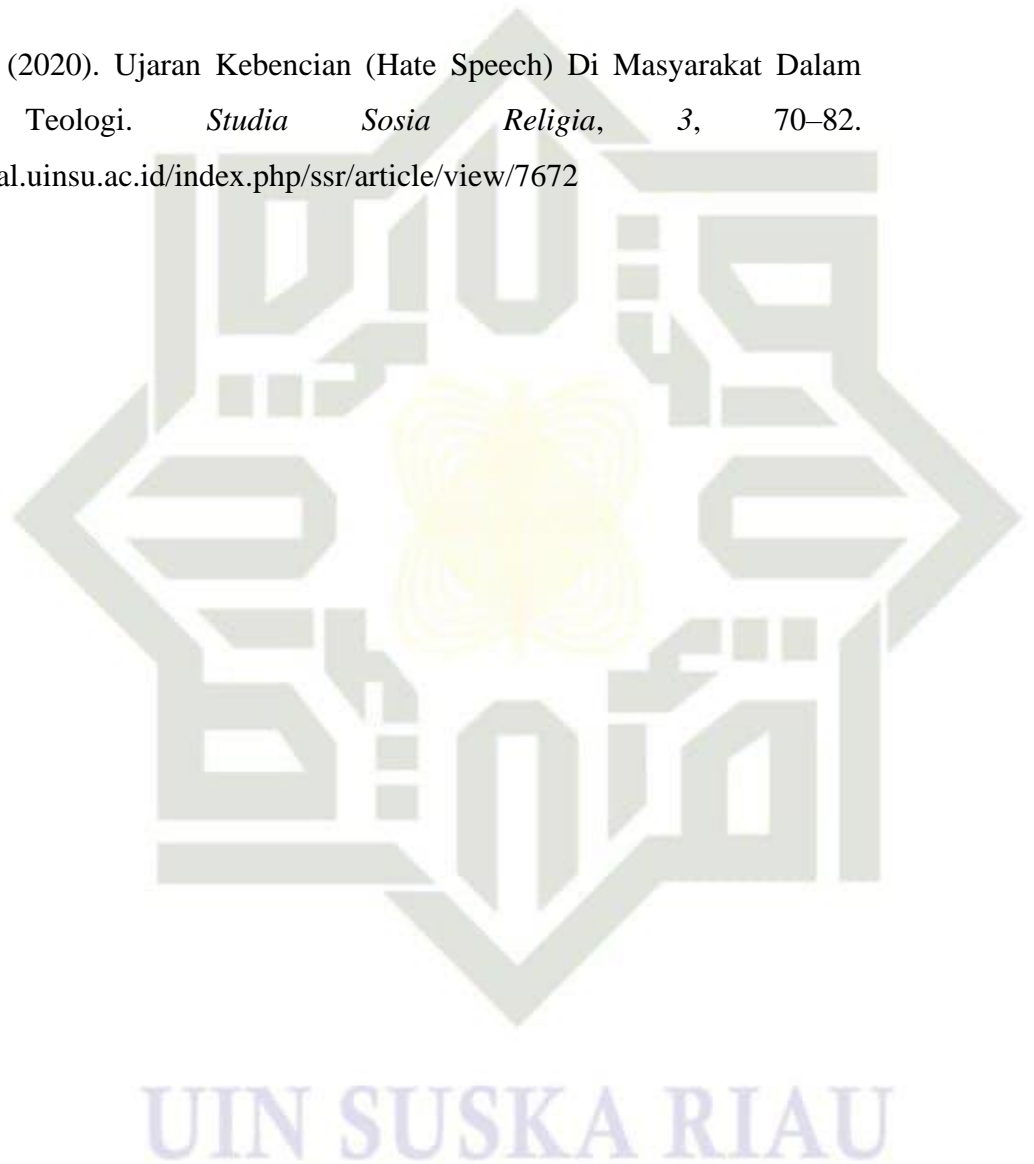 (2020). Ujaran Kebencian (Hate Speech) Di Masyarakat Dalam
Teologi. Studia Sosia Religia, 3, 70–82.
al.uinsu.ac.id/index.php/ssr/article/view/7672
UIN SUSKA RIAU